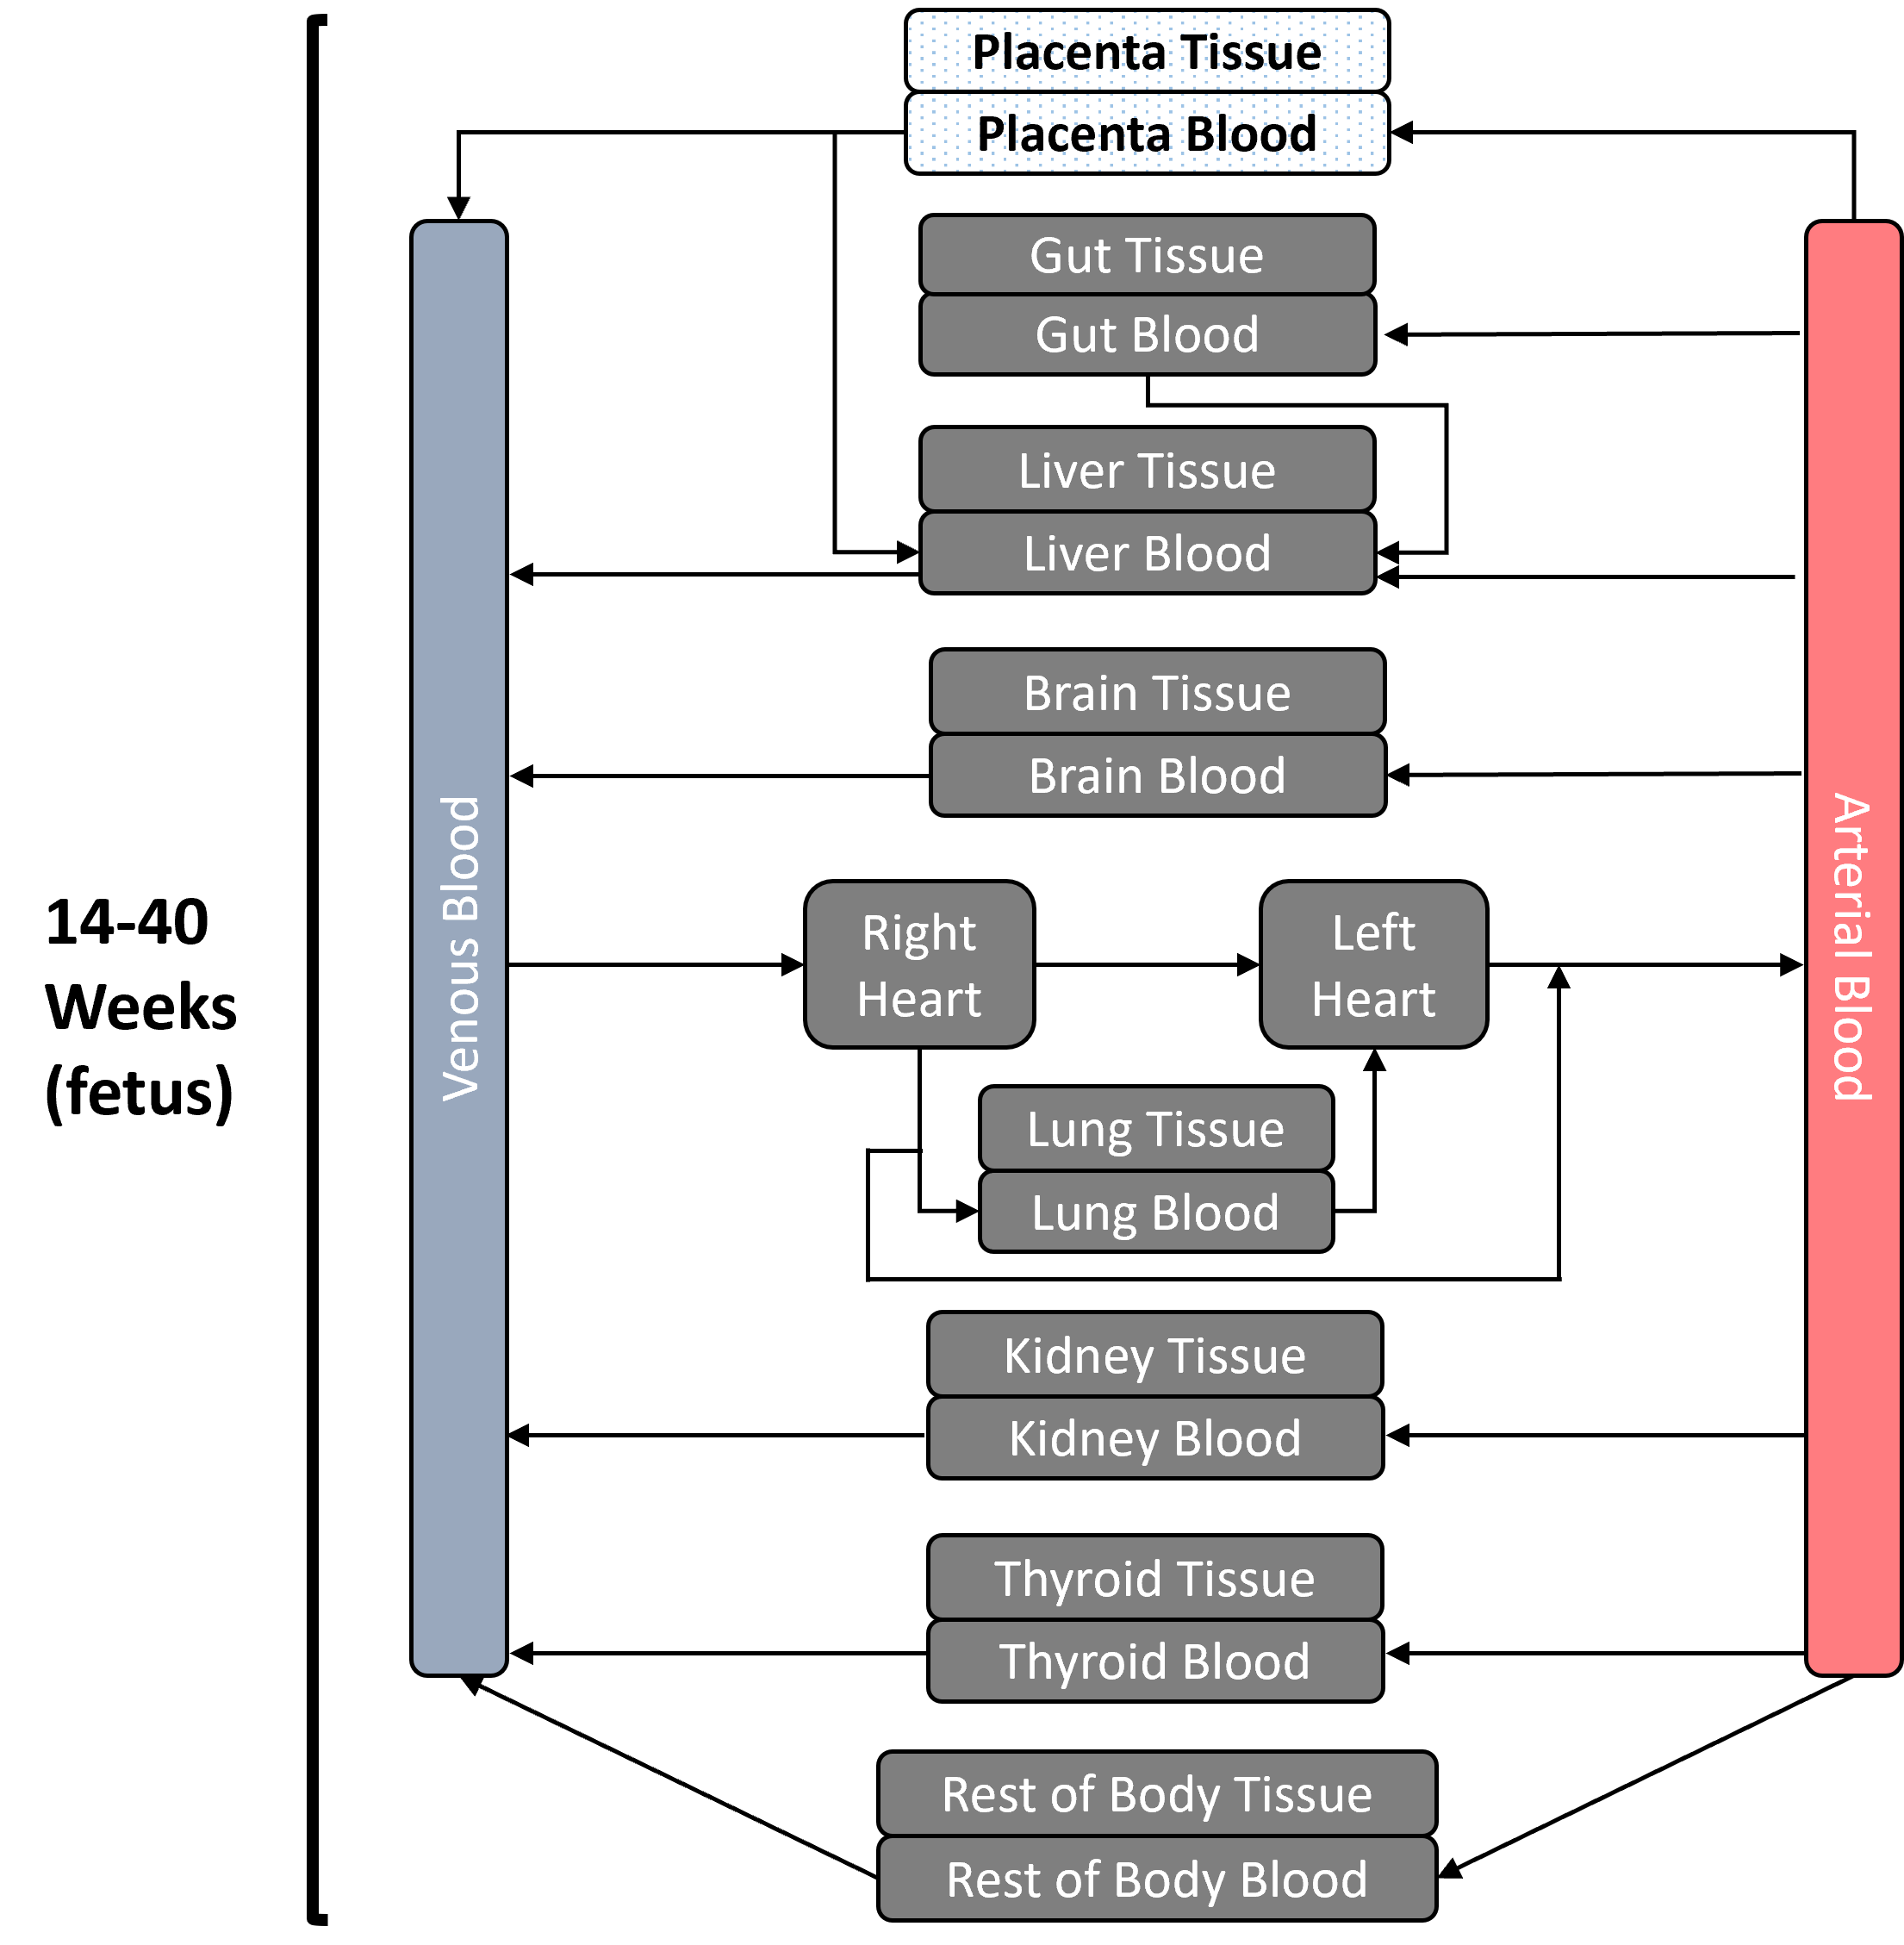 Placenta Tissue
Placenta Blood
Gut Tissue
Gut Blood
Liver Tissue
Liver Blood
Brain Tissue
Brain Blood
Venous Blood
Arterial Blood
14-40
Weeks
(fetus)
Right
Heart
Left
Heart
Lung Tissue
Lung Blood
Kidney Tissue
Kidney Blood
Thyroid Tissue
Thyroid Blood
Rest of Body Tissue
Rest of Body Blood